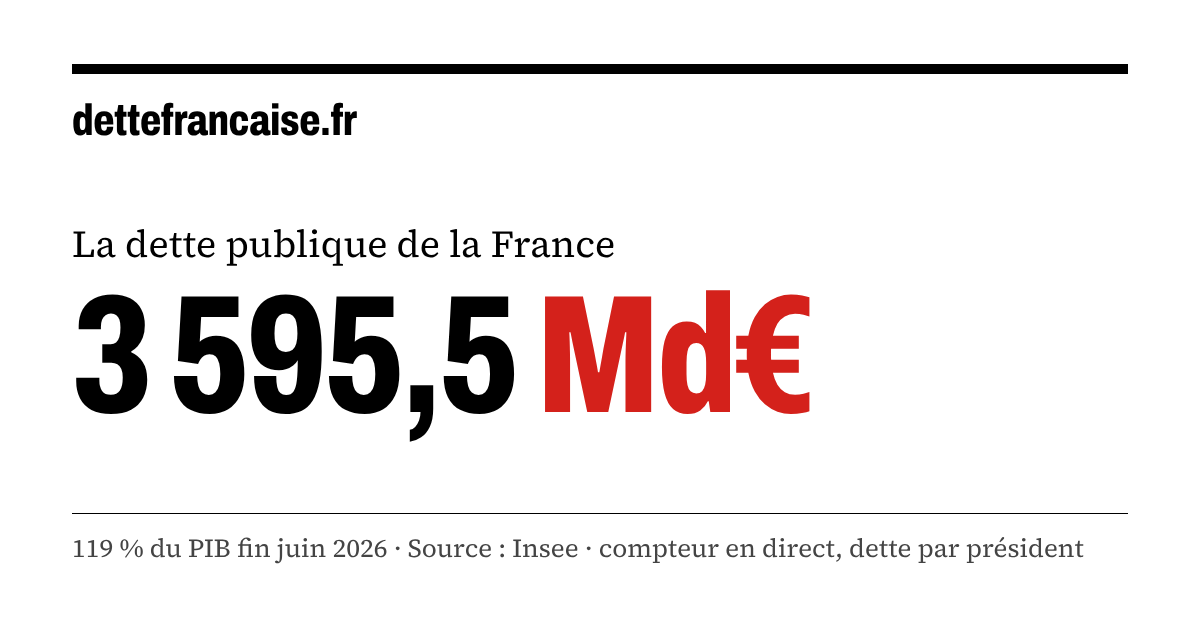 dettefrancaise.fr
La dette publique de la France
3 595,5 Md€
119 % du PIB fin juin 2026 · Source : Insee · compteur en direct, dette par président